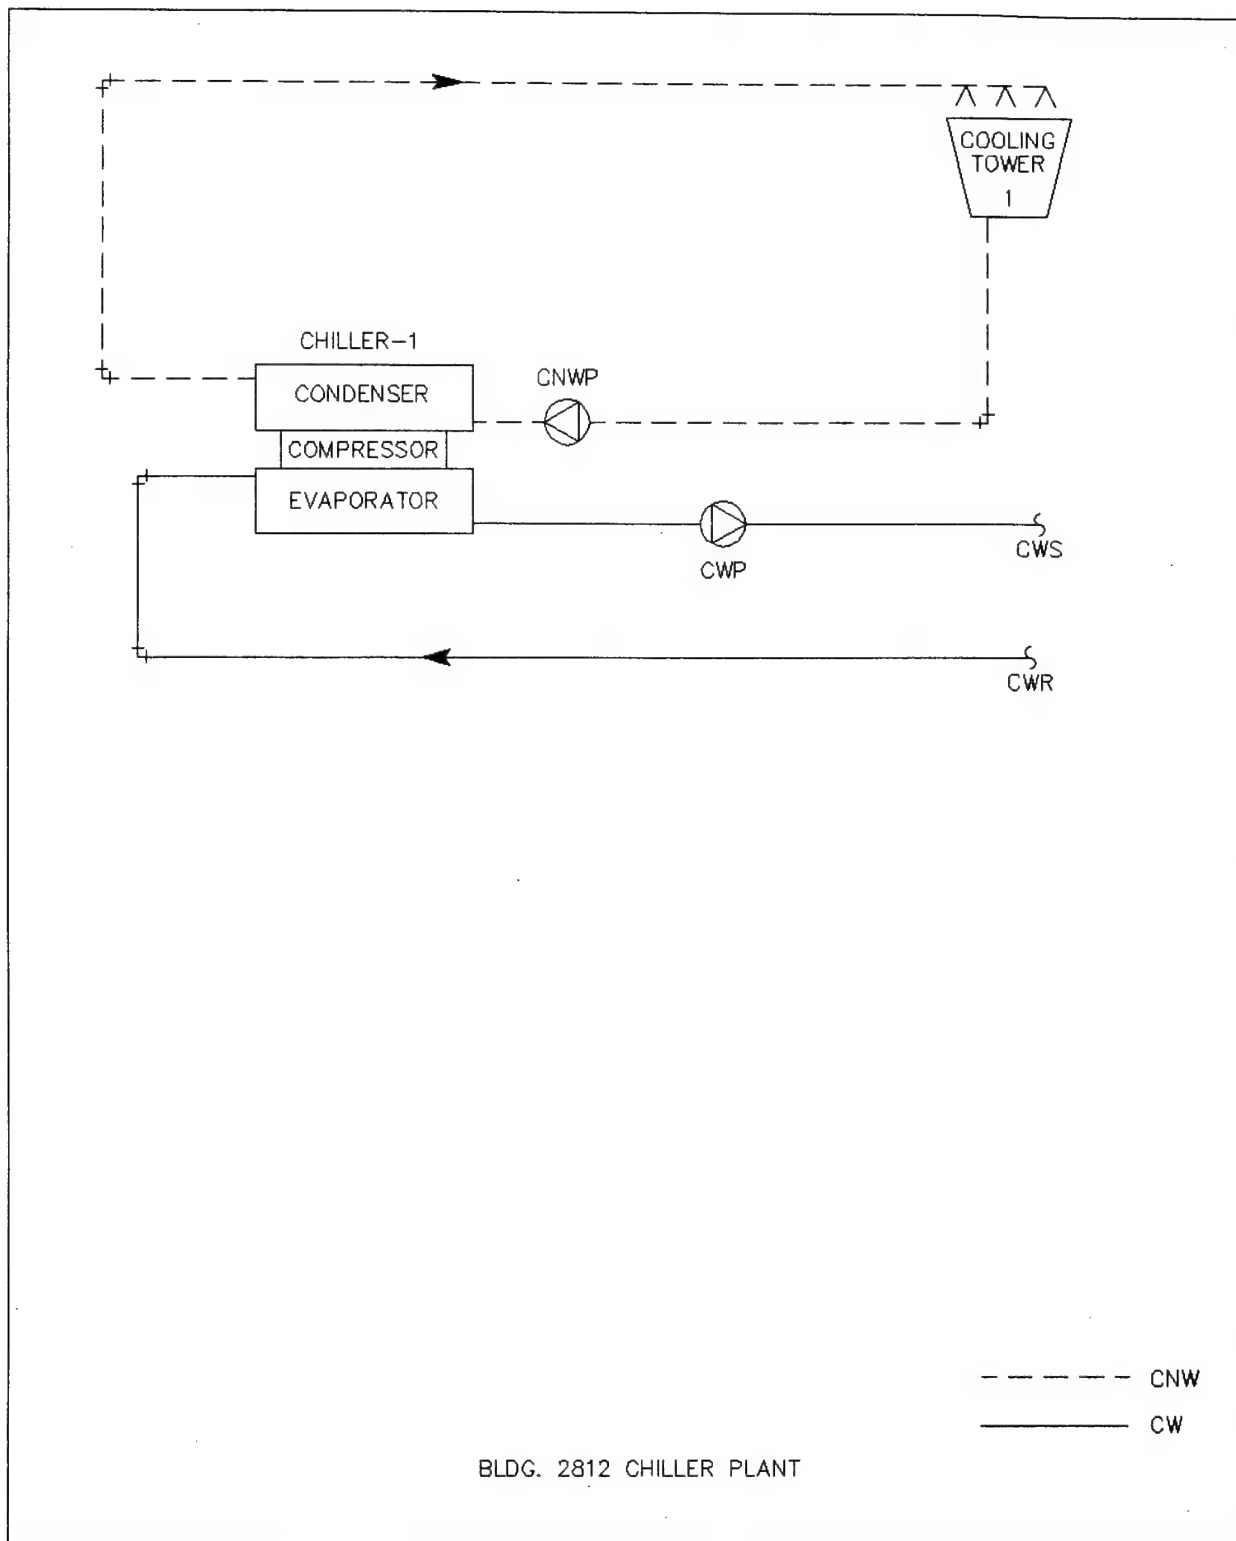 COOLING
TOWER
1
CHILLER-1
CONDENSER
CNWP
COMPRESSOR
EVAPORATOR
CWP
CWS
CWR
CNW
CW
BLDG. 2812 CHILLER PLANT